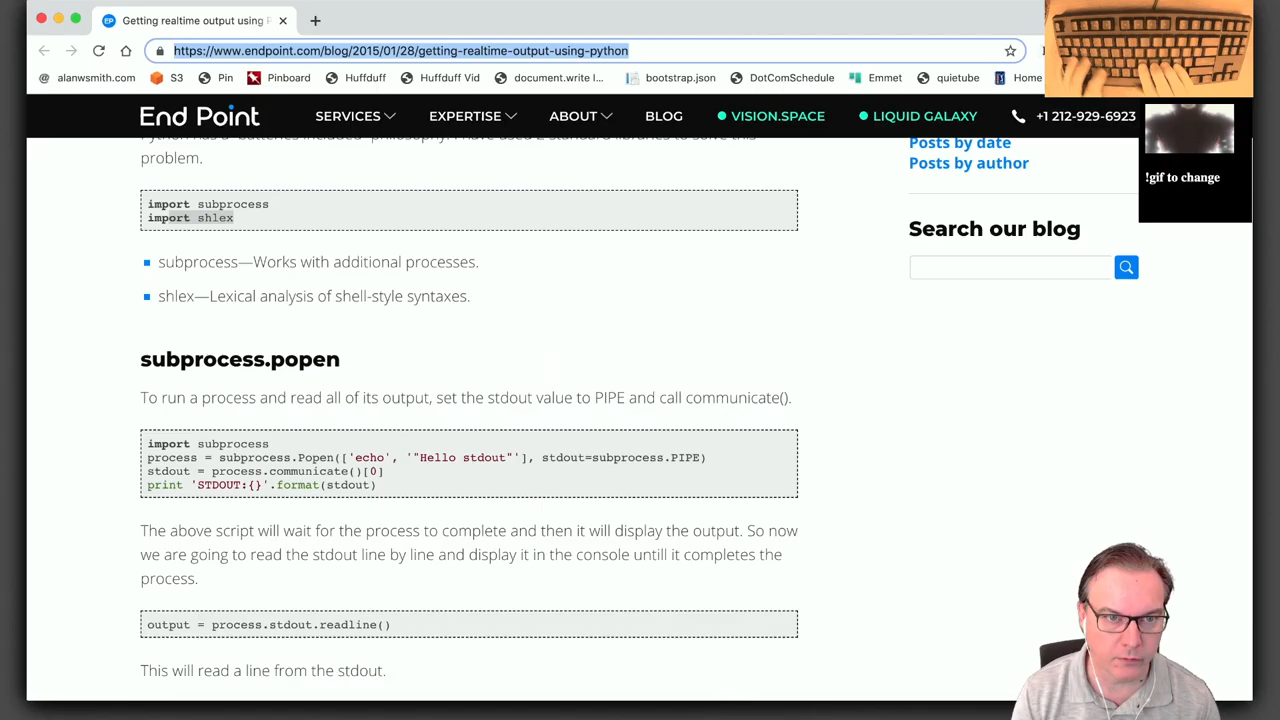 Getting realtime output using P
https://www.endpoint.com/blog/2015/01/28/getting-realtime-output-using-python
alanwsmith.com S3 Pin Pinboard Huffduff Huffduff Vid document.write I... bootstrap.json DotComSchedule Emmet quietube Home
End Point SERVICES EXPERTISE ABOUT BLOG VISION.SPACE LIQUID GALAXY +1 212-929-6923
problem.
Posts by date
Posts by author
!gif to change
import subprocess
import shlex
Search our blog
subprocess—Works with additional processes.
shlex—Lexical analysis of shell-style syntaxes.
subprocess.popen
To run a process and read all of its output, set the stdout value to PIPE and call communicate().
import subprocess
process = subprocess.Popen(['echo', '"Hello stdout"'], stdout=subprocess.PIPE)
stdout = process.communicate()[0]
print 'STDOUT:{}'.format(stdout)
The above script will wait for the process to complete and then it will display the output. So now
we are going to read the stdout line by line and display it in the console untill it completes the
process.
output = process.stdout.readline()
This will read a line from the stdout.